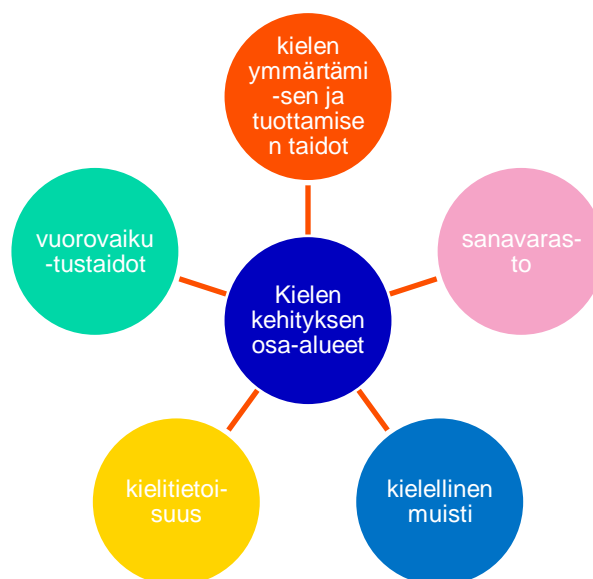 kielen
ymmärtämi
-sen ja
tuottamise
n taidot
vuorovaiku
-tustaidot
sanavaras-
to
Kielen
kehityksen
osa-alueet
kielitietoi-
suus
kielellinen
muisti